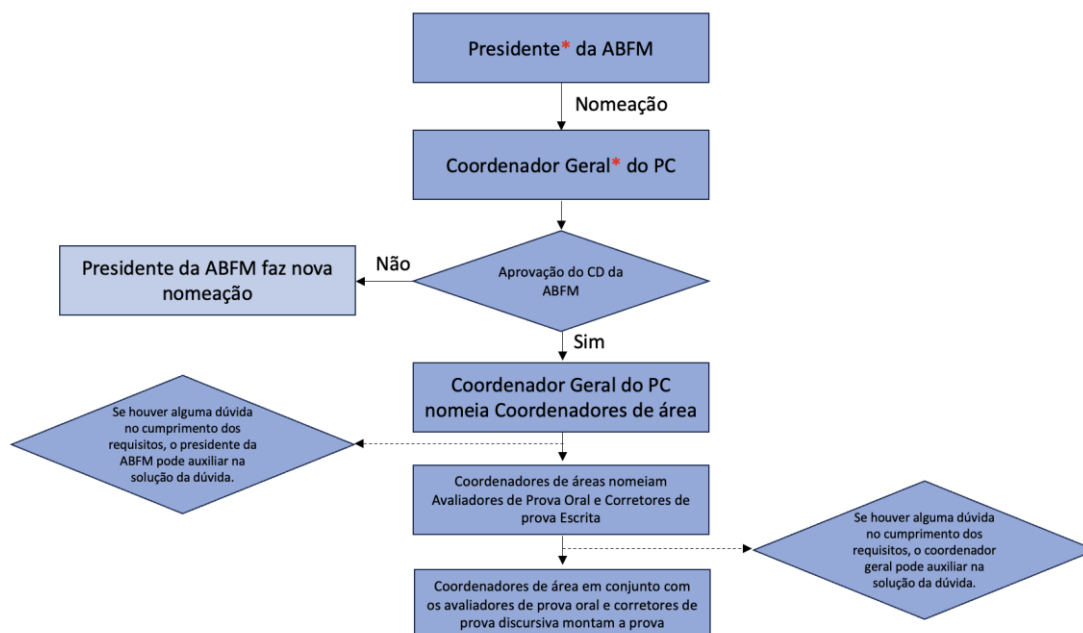 Presidente* da ABFM
Nomeação
Coordenador Geral* do PC
Aprovação do CD da
ABFM
Não
Presidente da ABFM faz nova
nomeação
Sim
Coordenador Geral do PC
nomeia Coordenadores de área
Se houver alguma dúvida
no cumprimento dos
requisitos, o presidente da
ABFM pode auxiliar na
solução da dúvida.
Coordenadores de áreas nomeiam
Avaliadores de Prova Oral e Corretores de
prova Escrita
Se houver alguma dúvida
no cumprimento dos
requisitos, o coordenador
geral pode auxiliar na
solução da dúvida.
Coordenadores de área em conjunto com
os avaliadores de prova oral e corretores de
prova discursiva montam a prova